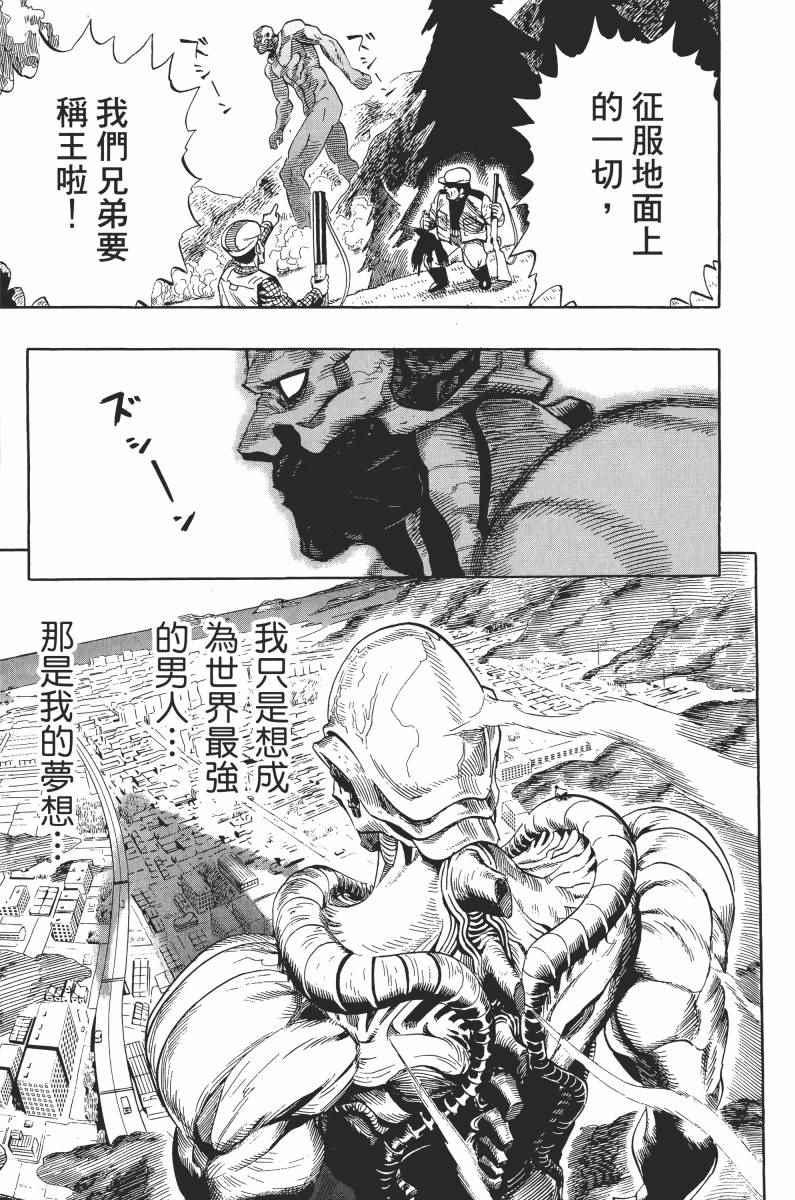 征服地面上
的一切，
我們兄弟要
稱王啦！
ズシーン
ズシーン
ズシーン
我只是想成
為世界最強
的男人…
那是我的夢想…